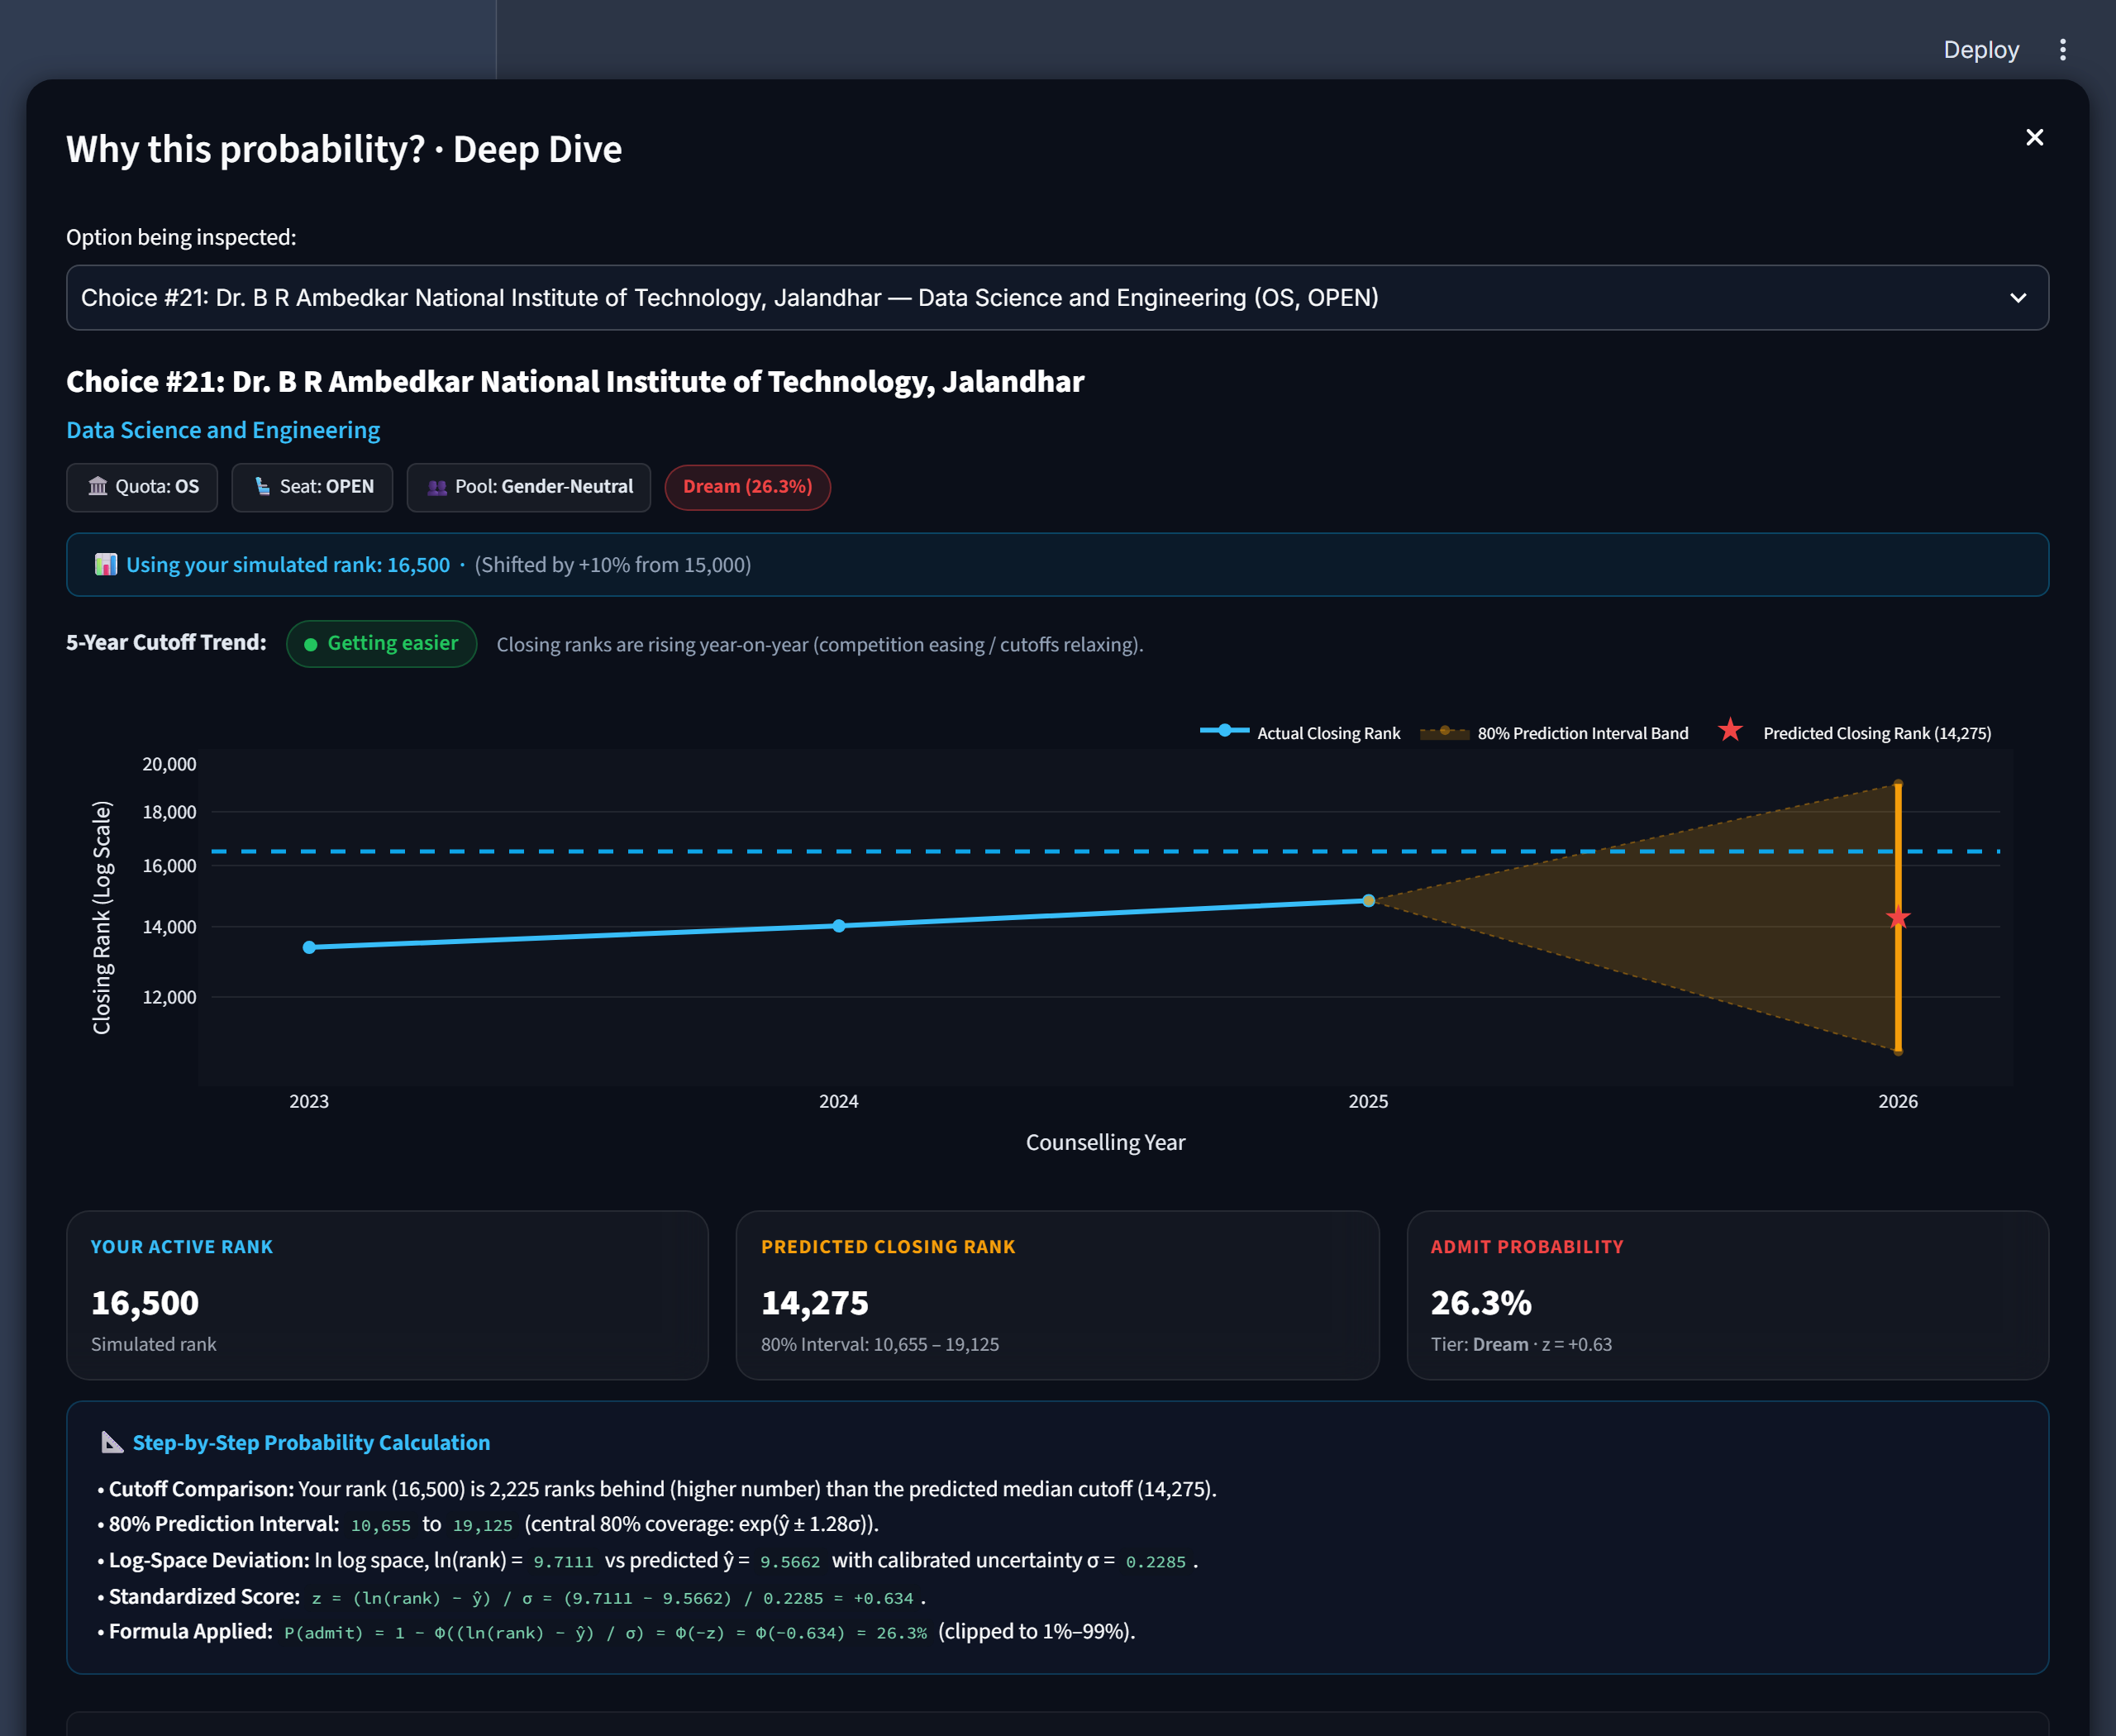 Deploy
Why this probability? · Deep Dive
Option being inspected:
Choice #21: Dr. B R Ambedkar National Institute of Technology, Jalandhar — Data Science and Engineering (OS, OPEN)
Choice #21: Dr. B R Ambedkar National Institute of Technology, Jalandhar
Data Science and Engineering
Quota: OS
Seat: OPEN
Pool: Gender-Neutral
Dream (26.3%)
Using your simulated rank: 16,500 · (Shifted by +10% from 15,000)
5-Year Cutoff Trend:
Getting easier
Closing ranks are rising year-on-year (competition easing / cutoffs relaxing).
Actual Closing Rank
80% Prediction Interval Band
Predicted Closing Rank (14,275)
Closing Rank (Log Scale)
20,000
18,000
16,000
14,000
12,000
2023
2024
2025
2026
Counselling Year
YOUR ACTIVE RANK
16,500
Simulated rank
PREDICTED CLOSING RANK
14,275
80% Interval: 10,655 – 19,125
ADMIT PROBABILITY
26.3%
Tier: Dream · z = +0.63
Step-by-Step Probability Calculation
• Cutoff Comparison: Your rank (16,500) is 2,225 ranks behind (higher number) than the predicted median cutoff (14,275).
• 80% Prediction Interval: 10,655 to 19,125 (central 80% coverage: exp(ŷ ± 1.28σ)).
• Log-Space Deviation: In log space, ln(rank) = 9.7111 vs predicted ŷ = 9.5662 with calibrated uncertainty σ = 0.2285 .
• Standardized Score: z = (ln(rank) − ŷ) / σ = (9.7111 − 9.5662) / 0.2285 = +0.634 .
• Formula Applied: P(admit) = 1 − Φ((ln(rank) − ŷ) / σ) = Φ(−z) = Φ(−0.634) = 26.3% (clipped to 1%–99%).